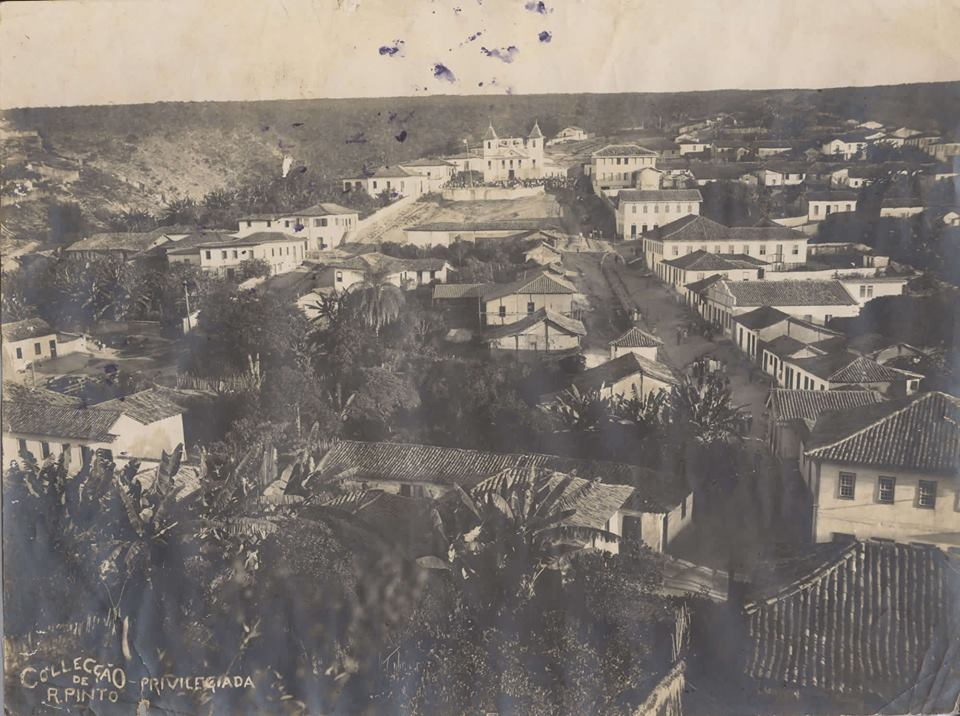 COLLECÇÃO
DE
R.PINTO - PRIVILEGIADA